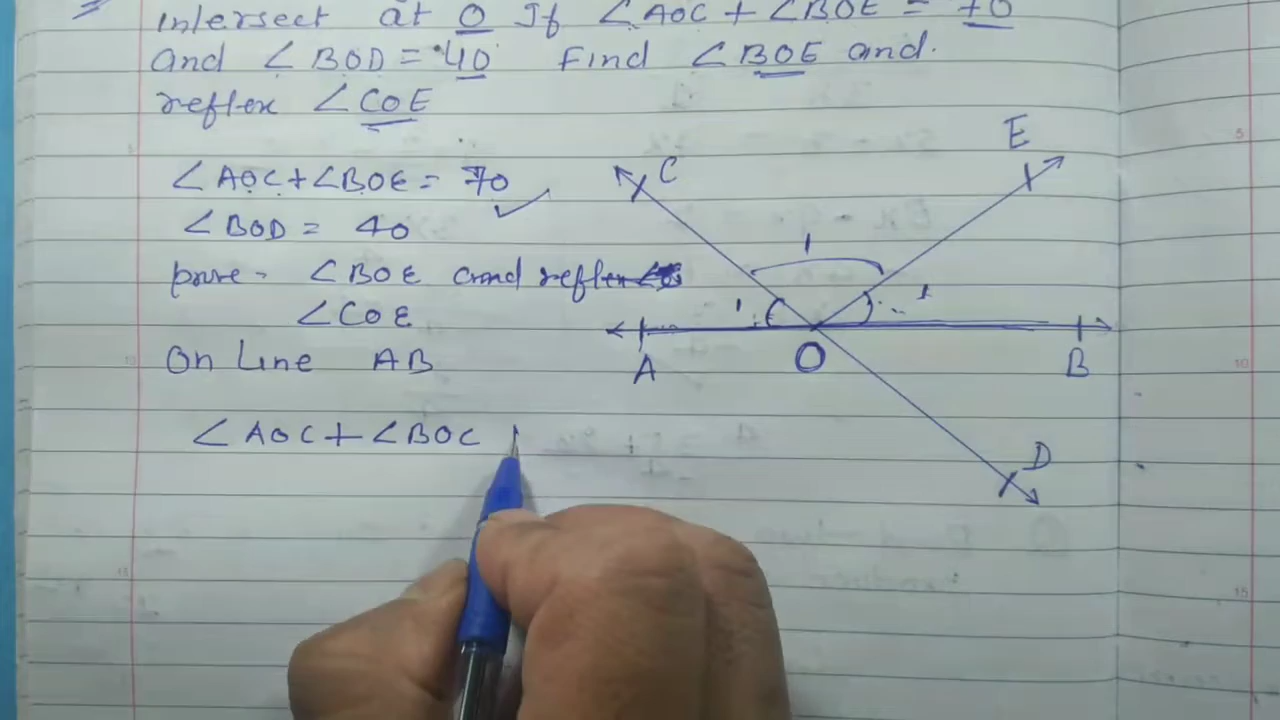 intersect at O If ∠AOC + ∠BOE = 70
and ∠BOD = 40 Find ∠BOE and
reflex ∠COE
∠AOC + ∠BOE = 70
∠BOD = 40
prove - ∠BOE and reflex
∠COE
On Line AB
∠AOC + ∠BOC
C
E
A
O
B
D